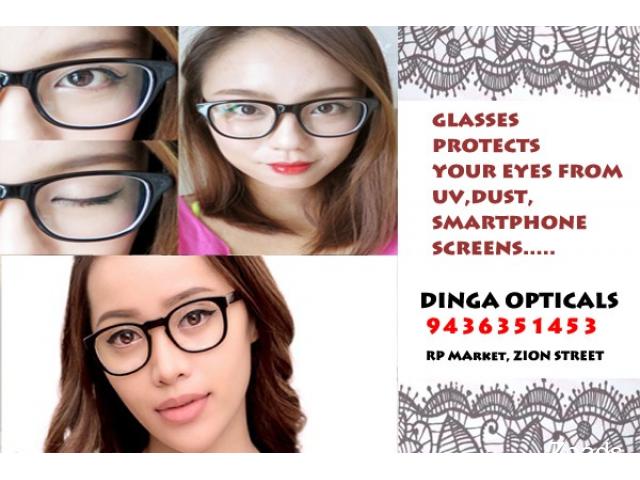 GLASSES
PROTECTS
YOUR EYES FROM
UV,DUST,
SMARTPHONE
SCREENS.....
DINGA OPTICALS
9436351453
RP MARKET, ZION STREET